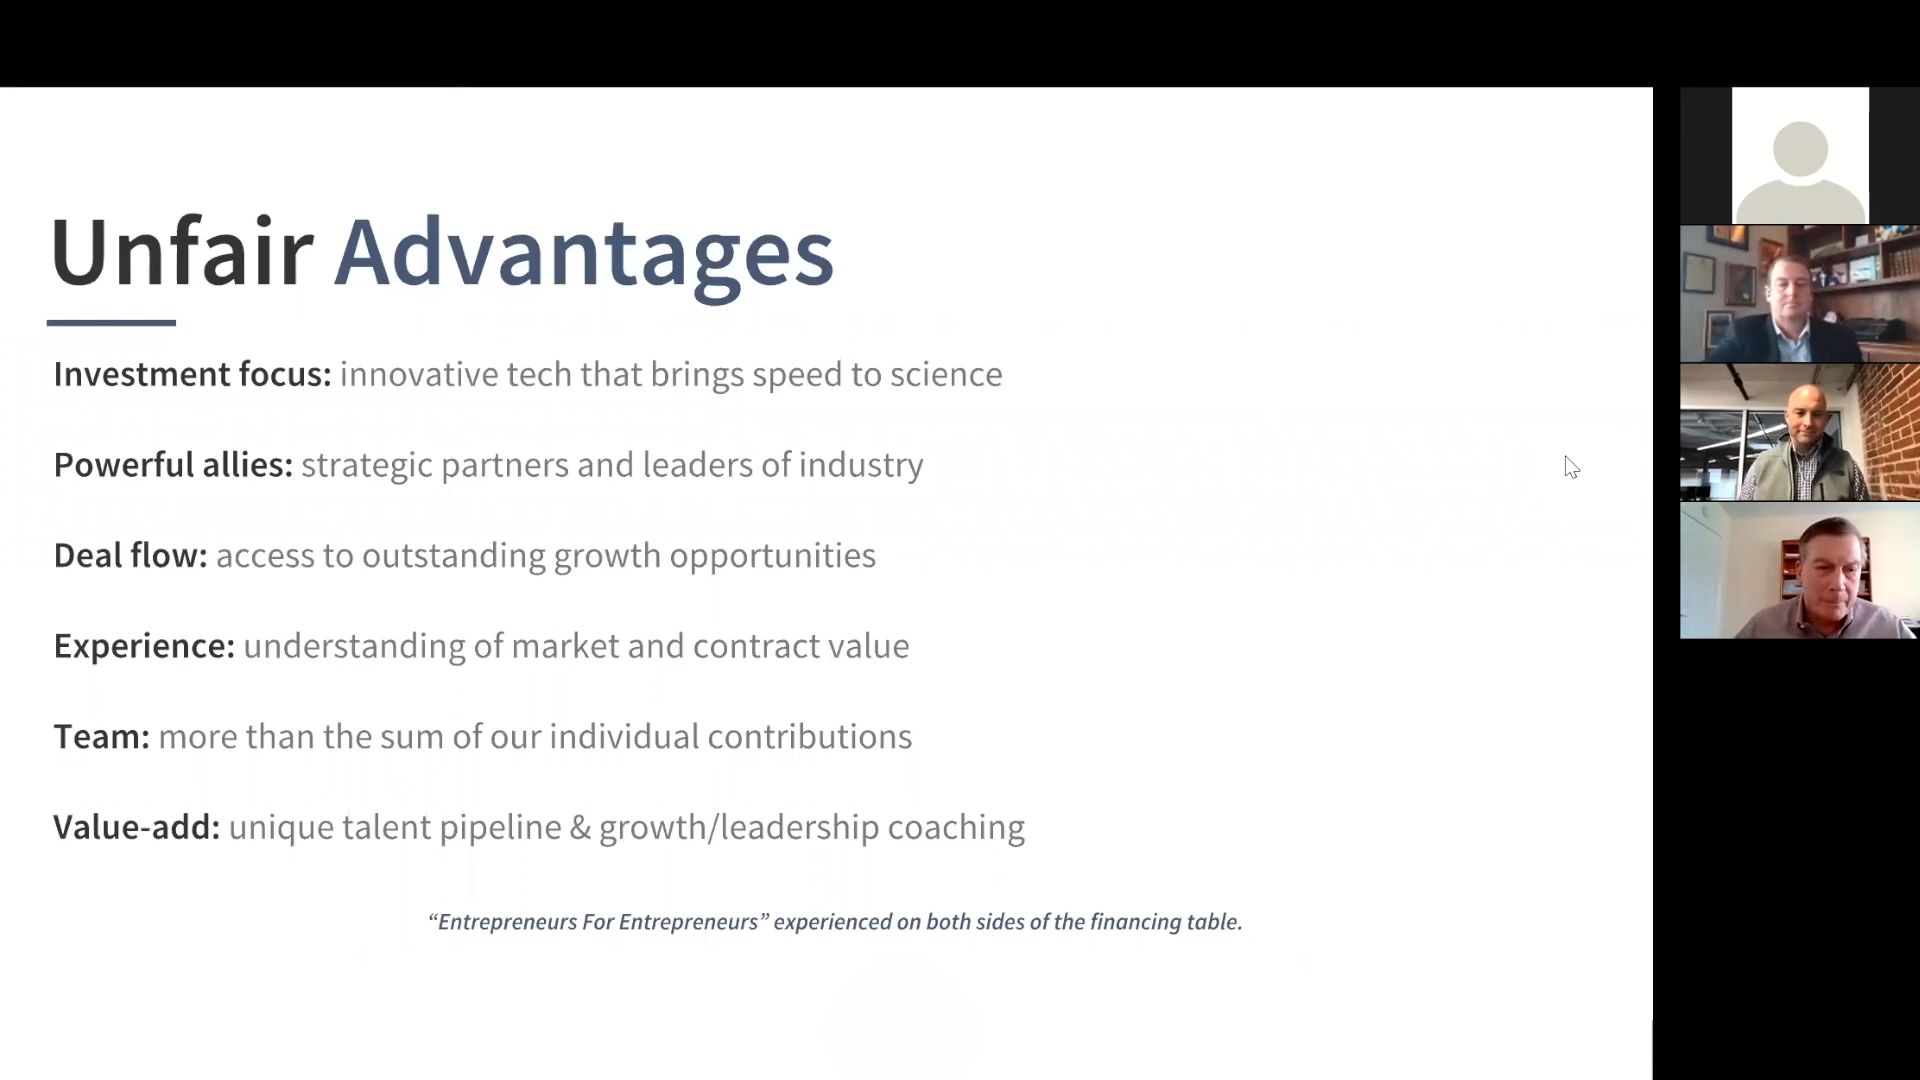 Unfair Advantages
Investment focus: innovative tech that brings speed to science
Powerful allies: strategic partners and leaders of industry
Deal flow: access to outstanding growth opportunities
Experience: understanding of market and contract value
Team: more than the sum of our individual contributions
Value-add: unique talent pipeline & growth/leadership coaching
“Entrepreneurs For Entrepreneurs” experienced on both sides of the financing table.